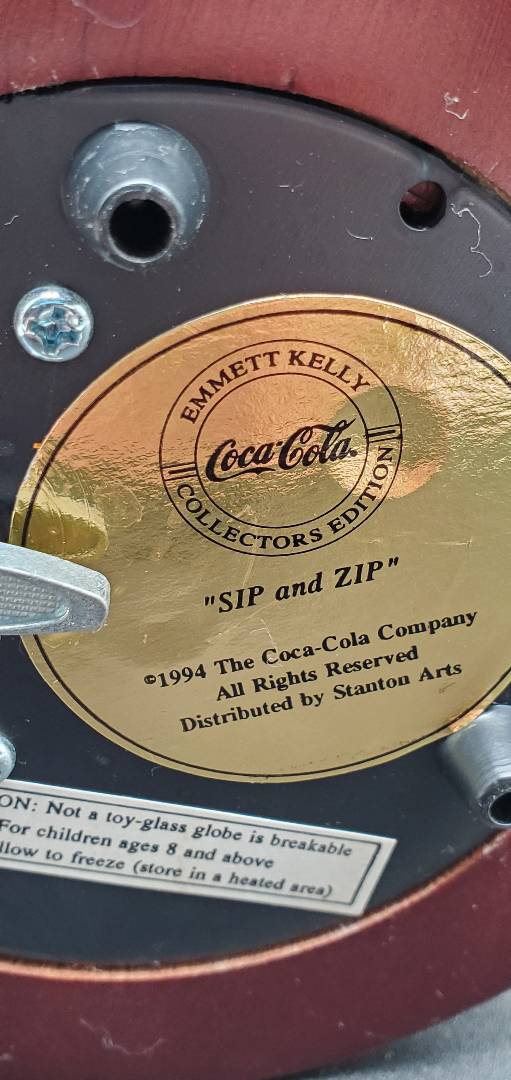 EMMETT KELLY
Coca-Cola.
COLLECTORS EDITION
"SIP and ZIP"
©1994 The Coca-Cola Company
All Rights Reserved
Distributed by Stanton Arts
ON: Not a toy-glass globe is breakable
For children ages 8 and above
llow to freeze (store in a heated area)